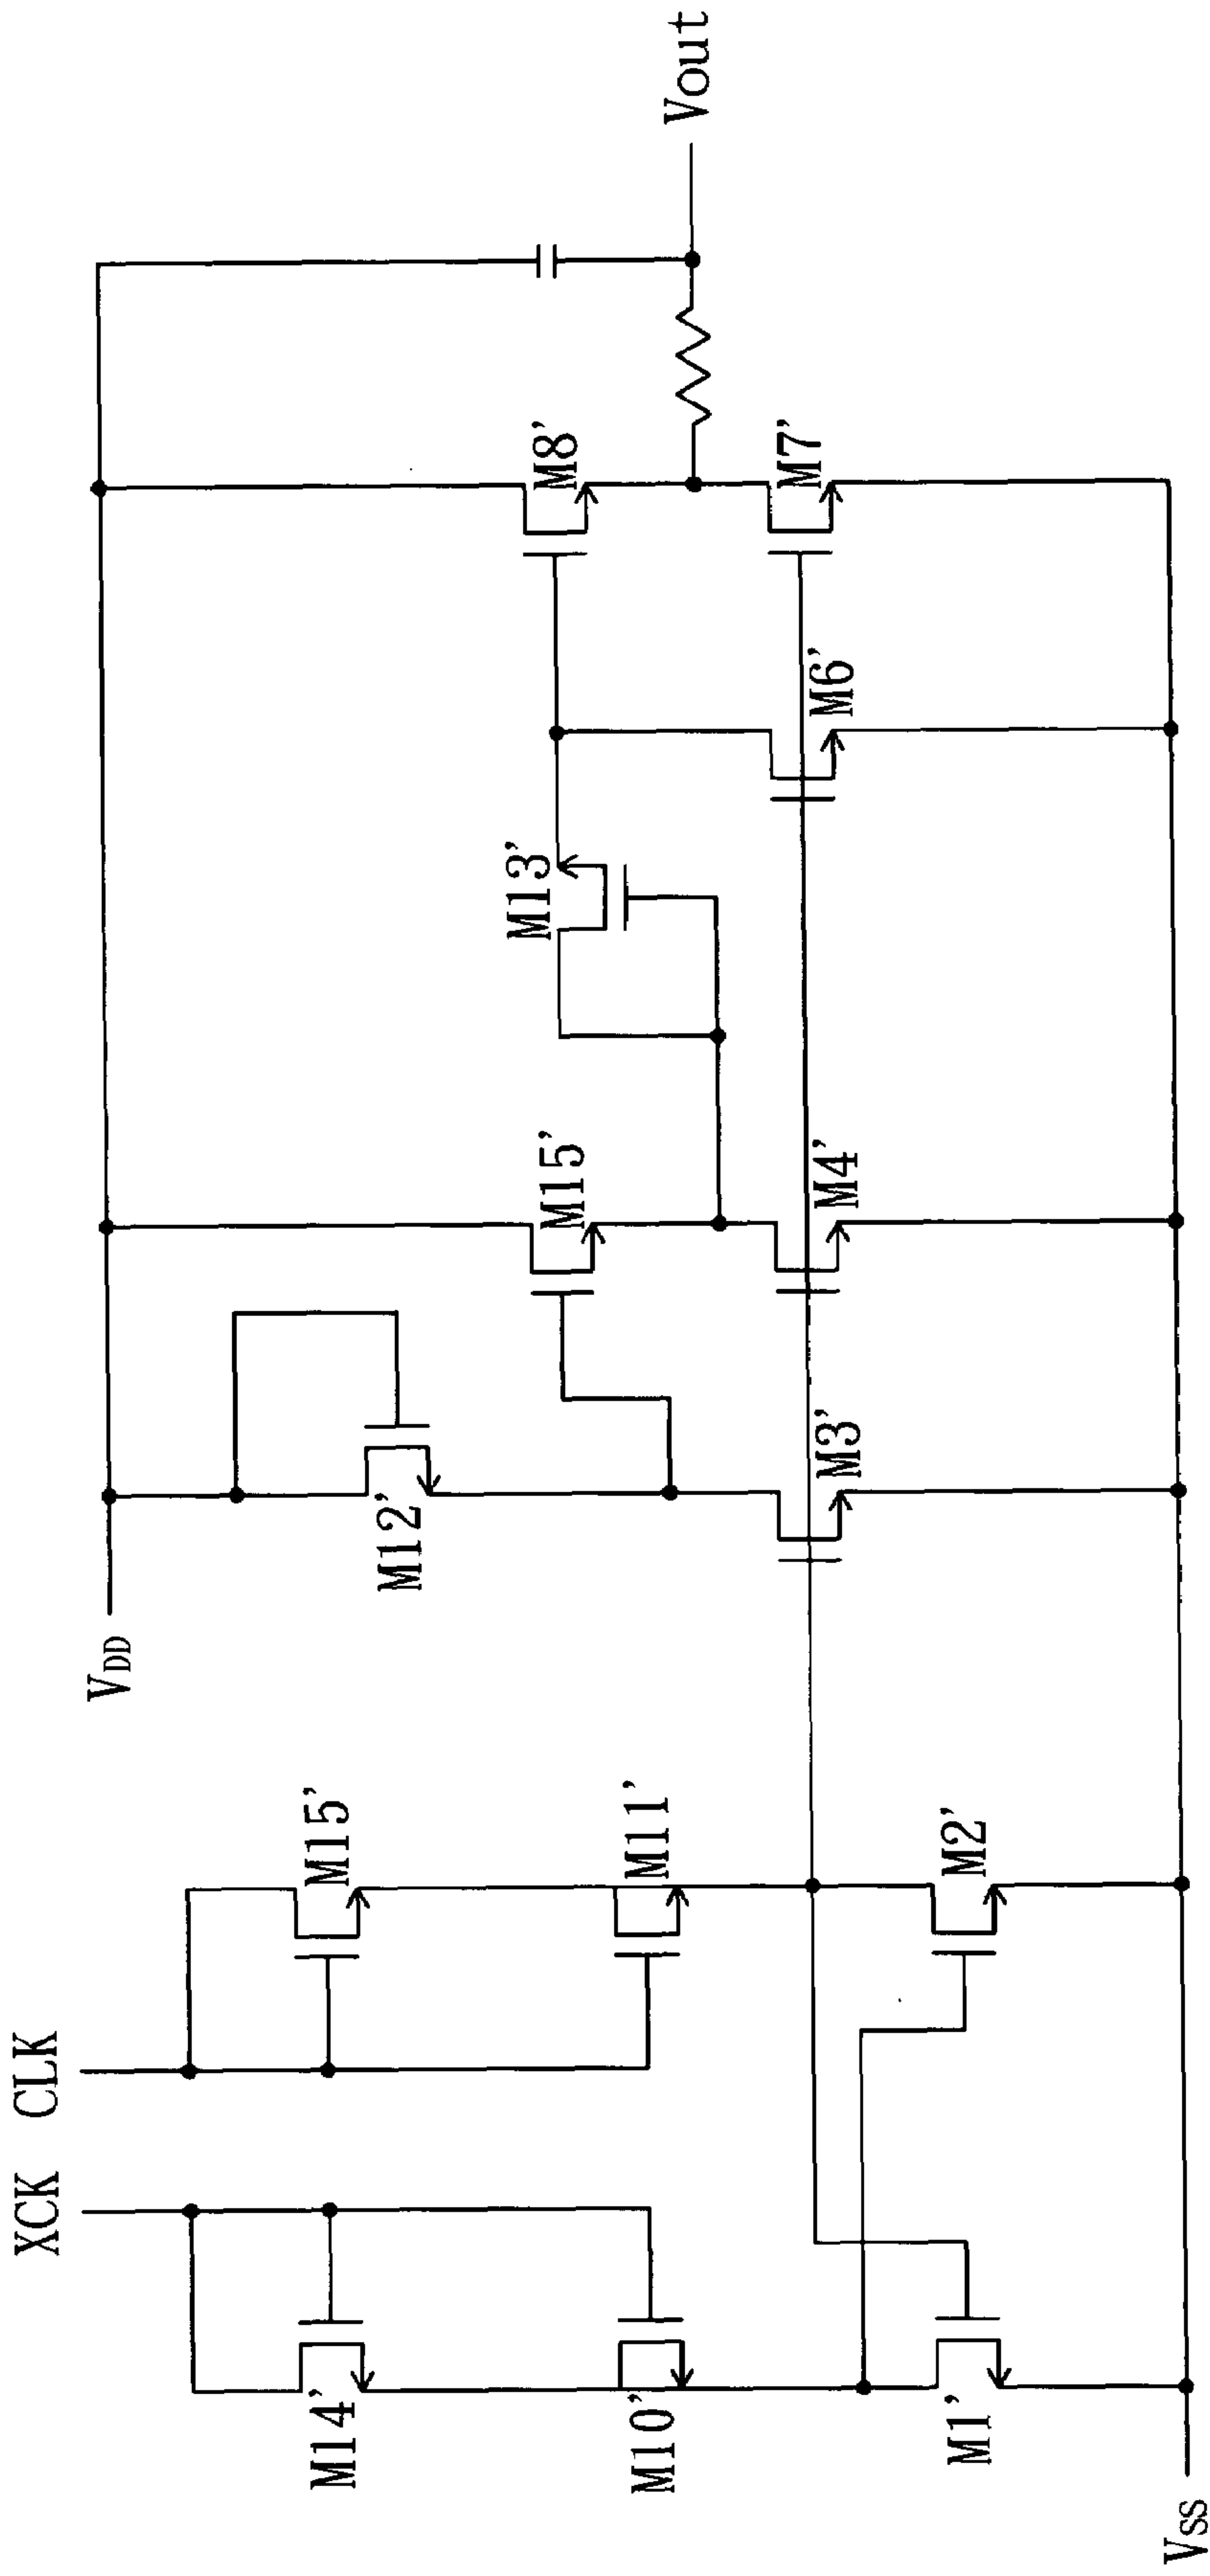 XCK CLK
M14'
M15'
M10'
M11'
M1'
M2'
VSS
VDD
M12'
M15'
M13'
M8'
M3'
M4'
M6'
M7'
Vout